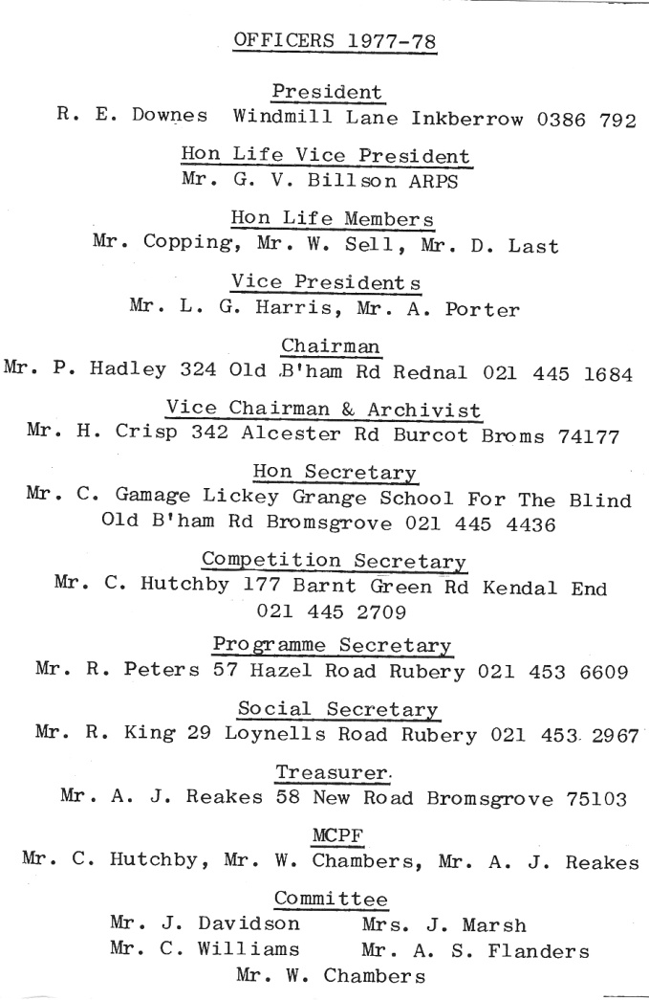 OFFICERS 1977-78
President
R. E. Downes Windmill Lane Inkberrow 0386 792
Hon Life Vice President
Mr. G. V. Billson ARPS
Hon Life Members
Mr. Copping, Mr. W. Sell, Mr. D. Last
Vice Presidents
Mr. L. G. Harris, Mr. A. Porter
Chairman
Mr. P. Hadley 324 Old B'ham Rd Rednal 021 445 1684
Vice Chairman & Archivist
Mr. H. Crisp 342 Alcester Rd Burcot Broms 74177
Hon Secretary
Mr. C. Gamage Lickey Grange School For The Blind
Old B'ham Rd Bromsgrove 021 445 4436
Competition Secretary
Mr. C. Hutchby 177 Barnt Green Rd Kendal End
021 445 2709
Programme Secretary
Mr. R. Peters 57 Hazel Road Rubery 021 453 6609
Social Secretary
Mr. R. King 29 Loynells Road Rubery 021 453 2967
Treasurer.
Mr. A. J. Reakes 58 New Road Bromsgrove 75103
MCPF
Mr. C. Hutchby, Mr. W. Chambers, Mr. A. J. Reakes
Committee
Mr. J. Davidson Mrs. J. Marsh
Mr. C. Williams Mr. A. S. Flanders
Mr. W. Chambers